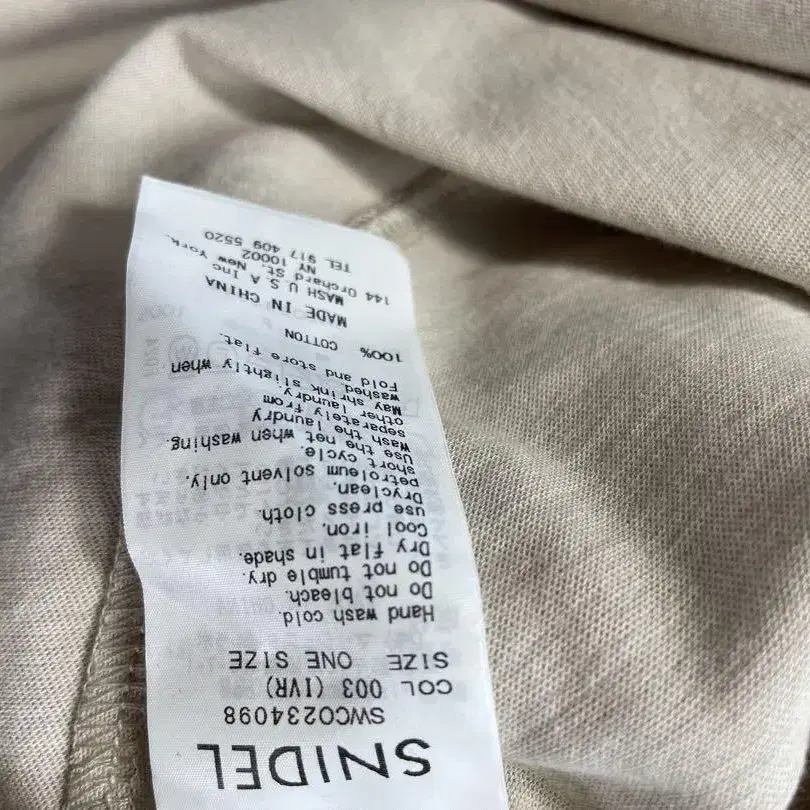 SNIDEL
SWCO234098
COL 003 (IVR)
SIZE ONE SIZE
Hand wash cold.
Do not bleach.
Do not tumble dry.
Dry flat in shade.
Cool iron.
use press cloth.
Dryclean,
petroleum solvent only.
short cycle.
Use the net when washing.
Wash the laundry
separately from
other laundry.
May shrink slightly when
washed.
Fold and store flat.
100% COTTON
MADE IN CHINA
MASH U.S.A Inc
144 Orchard St. New York.
NY 10002
TEL 917 409 5520